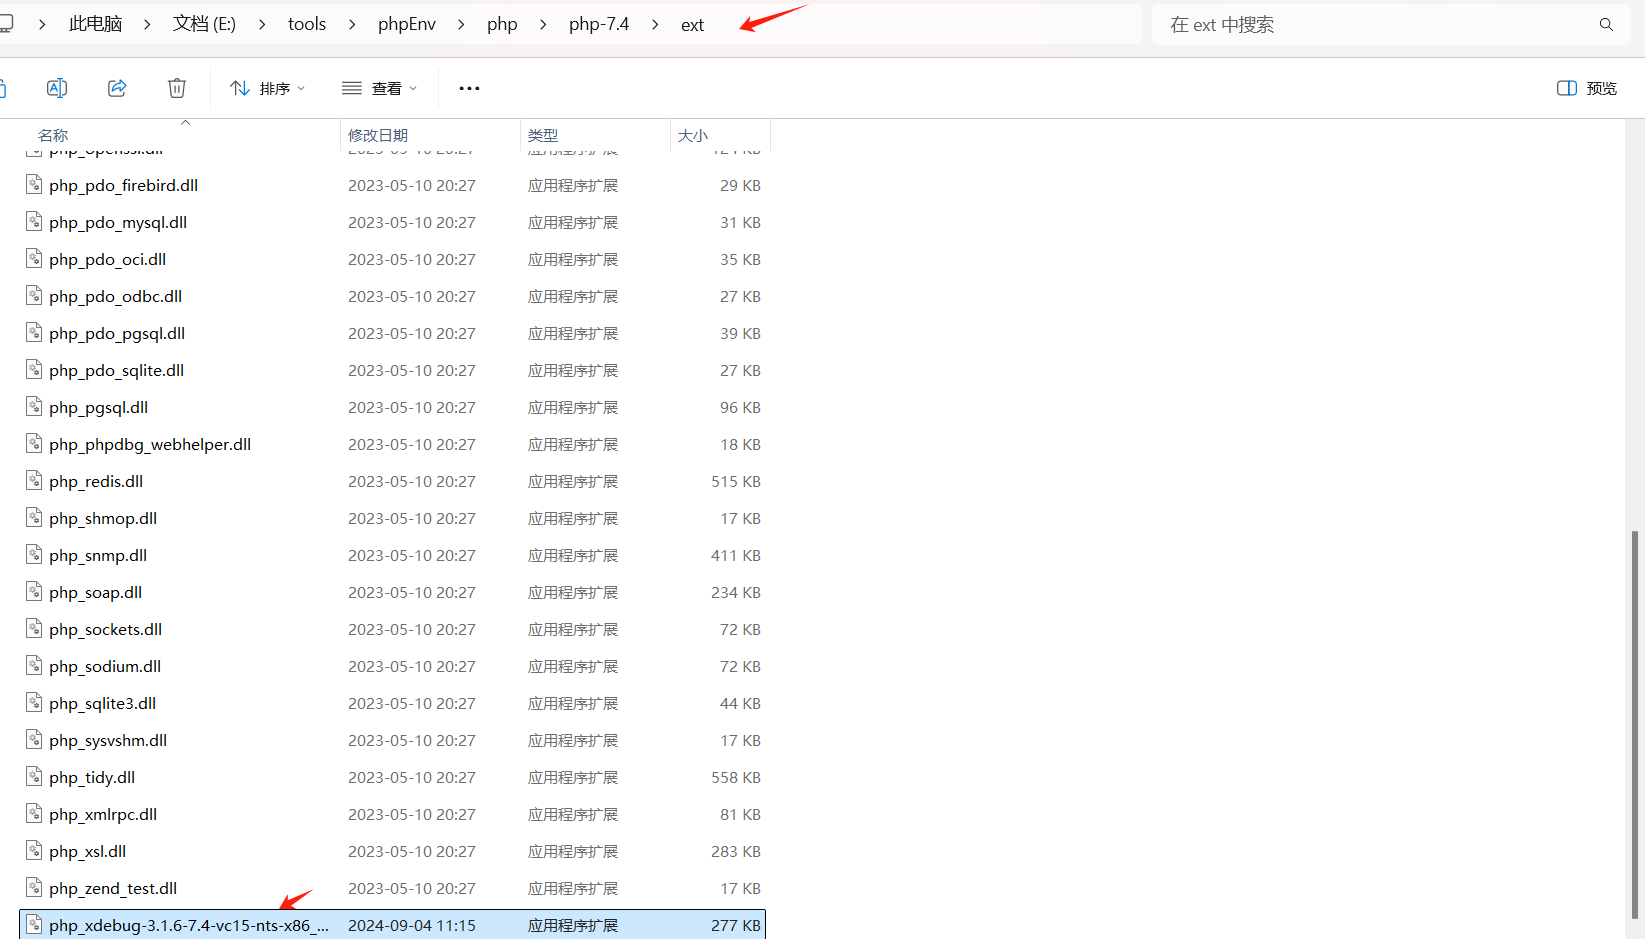 此电脑 文档 (E:) tools phpEnv php php-7.4 ext 在 ext 中搜索
排序 查看 预览
名称 修改日期 类型 大小
php_openssl.dll 2023-05-10 20:27 应用程序扩展 124 KB
php_pdo_firebird.dll 2023-05-10 20:27 应用程序扩展 29 KB
php_pdo_mysql.dll 2023-05-10 20:27 应用程序扩展 31 KB
php_pdo_oci.dll 2023-05-10 20:27 应用程序扩展 35 KB
php_pdo_odbc.dll 2023-05-10 20:27 应用程序扩展 27 KB
php_pdo_pgsql.dll 2023-05-10 20:27 应用程序扩展 39 KB
php_pdo_sqlite.dll 2023-05-10 20:27 应用程序扩展 27 KB
php_pgsql.dll 2023-05-10 20:27 应用程序扩展 96 KB
php_phpdbg_webhelper.dll 2023-05-10 20:27 应用程序扩展 18 KB
php_redis.dll 2023-05-10 20:27 应用程序扩展 515 KB
php_shmop.dll 2023-05-10 20:27 应用程序扩展 17 KB
php_snmp.dll 2023-05-10 20:27 应用程序扩展 411 KB
php_soap.dll 2023-05-10 20:27 应用程序扩展 234 KB
php_sockets.dll 2023-05-10 20:27 应用程序扩展 72 KB
php_sodium.dll 2023-05-10 20:27 应用程序扩展 72 KB
php_sqlite3.dll 2023-05-10 20:27 应用程序扩展 44 KB
php_sysvshm.dll 2023-05-10 20:27 应用程序扩展 17 KB
php_tidy.dll 2023-05-10 20:27 应用程序扩展 558 KB
php_xmlrpc.dll 2023-05-10 20:27 应用程序扩展 81 KB
php_xsl.dll 2023-05-10 20:27 应用程序扩展 283 KB
php_zend_test.dll 2023-05-10 20:27 应用程序扩展 17 KB
php_xdebug-3.1.6-7.4-vc15-nts-x86_... 2024-09-04 11:15 应用程序扩展 277 KB